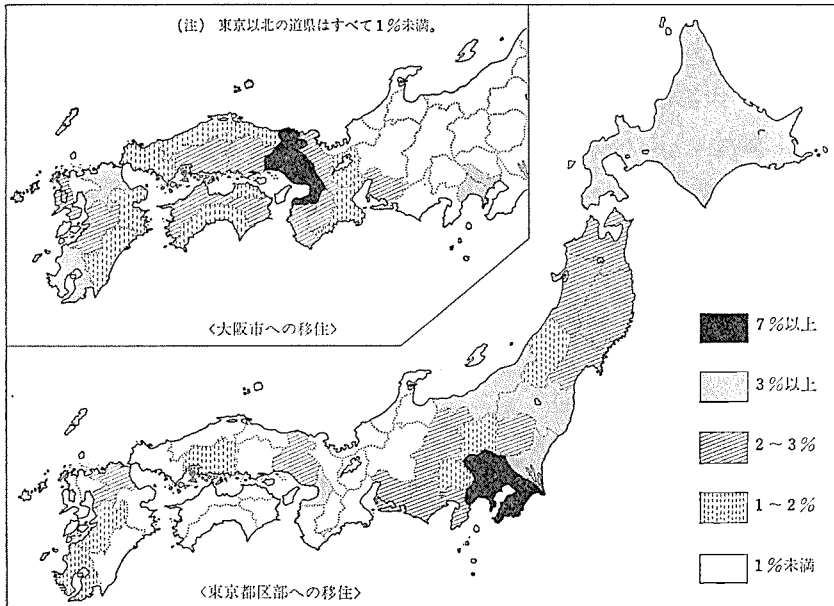 (注) 東京以北の道県はすべて1%未満。
<大阪市への移住>
7%以上
3%以上
2~3%
1~2%
1%未満
<東京都区部への移住>